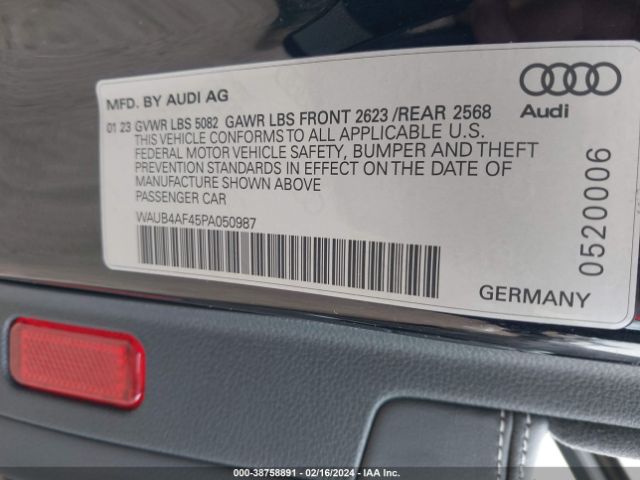 MFD. BY AUDI AG
01 23 GVWR LBS 5082 GAWR LBS FRONT 2623 /REAR 2568
THIS VEHICLE CONFORMS TO ALL APPLICABLE U.S.
FEDERAL MOTOR VEHICLE SAFETY, BUMPER AND THEFT
PREVENTION STANDARDS IN EFFECT ON THE DATE OF
MANUFACTURE SHOWN ABOVE
PASSENGER CAR
WAUB4AF45PA050987
Audi
0520006
GERMANY
000-38758891 - 02/16/2024 - IAA Inc.